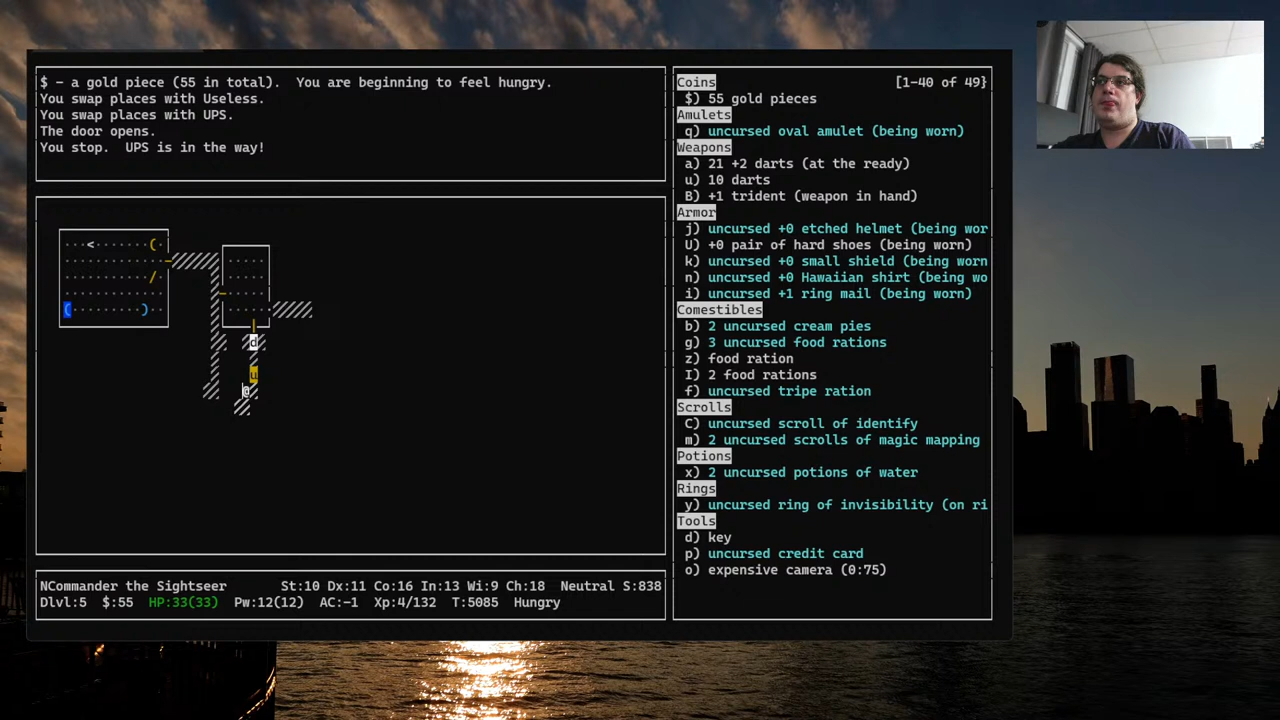 $ - a gold piece (55 in total).  You are beginning to feel hungry.
You swap places with Useless.
You swap places with UPS.
The door opens.
You stop.  UPS is in the way!
Coins [1-40 of 49}
$) 55 gold pieces
Amulets
q) uncursed oval amulet (being worn)
Weapons
a) 21 +2 darts (at the ready)
u) 10 darts
B) +1 trident (weapon in hand)
Armor
j) uncursed +0 etched helmet (being wor
U) +0 pair of hard shoes (being worn)
k) uncursed +0 small shield (being worn
n) uncursed +0 Hawaiian shirt (being wo
i) uncursed +1 ring mail (being worn)
Comestibles
b) 2 uncursed cream pies
g) 3 uncursed food rations
z) food ration
I) 2 food rations
f) uncursed tripe ration
Scrolls
C) uncursed scroll of identify
m) 2 uncursed scrolls of magic mapping
Potions
x) 2 uncursed potions of water
Rings
y) uncursed ring of invisibility (on ri
Tools
d) key
p) uncursed credit card
o) expensive camera (0:75)
NCommander the Sightseer St:10 Dx:11 Co:16 In:13 Wi:9 Ch:18 Neutral S:838
Dlvl:5 $:55 HP:33(33) Pw:12(12) AC:-1 Xp:4/132 T:5085 Hungry